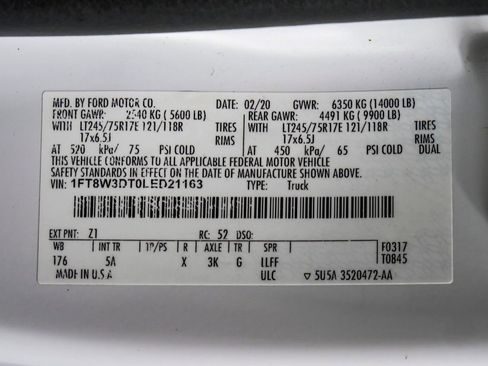 MFD. BY FORD MOTOR CO. 02/20 GVWR: 6350 KG (14000 LB)
FRONT GAWR: 2540 KG (5600 LB) REAR GAWR: 4491 KG (9900 LB)
WITH LT245/75R17E 121/118R TIRES WITH LT245/75R17E 121/118R TIRES
17x6.5J RIMS 17x6.5J RIMS
AT 520 kPa/ 75 PSI COLD AT 450 kPa/ 65 PSI COLD DUAL
THIS VEHICLE CONFORMS TO ALL APPLICABLE FEDERAL MOTOR VEHICLE
SAFETY STANDARDS IN EFFECT ON THE DATE OF MANUFACTURE SHOWN ABOVE.
VIN: 1FT8W3DT0LED21163 TYPE: Truck
EXT PNT: Z1 RC: 52 DSO:
WB INT TR TP/PS R AXLE TR SPR F0317
176 5A X 3K G ILFF T0845
MADE IN U.S.A. ULC ▽ 5U5A 3520472-AA